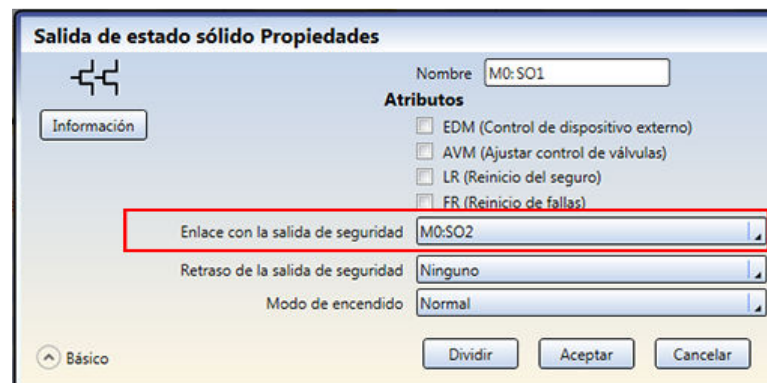 Salida de estado sólido Propiedades
Nombre M0:SO1
Atributos
Información
EDM (Control de dispositivo externo)
AVM (Ajustar control de válvulas)
LR (Reinicio del seguro)
FR (Reinicio de fallas)
Enlace con la salida de seguridad M0:SO2
Retraso de la salida de seguridad Ninguno
Modo de encendido Normal
Básico Dividir Aceptar Cancelar